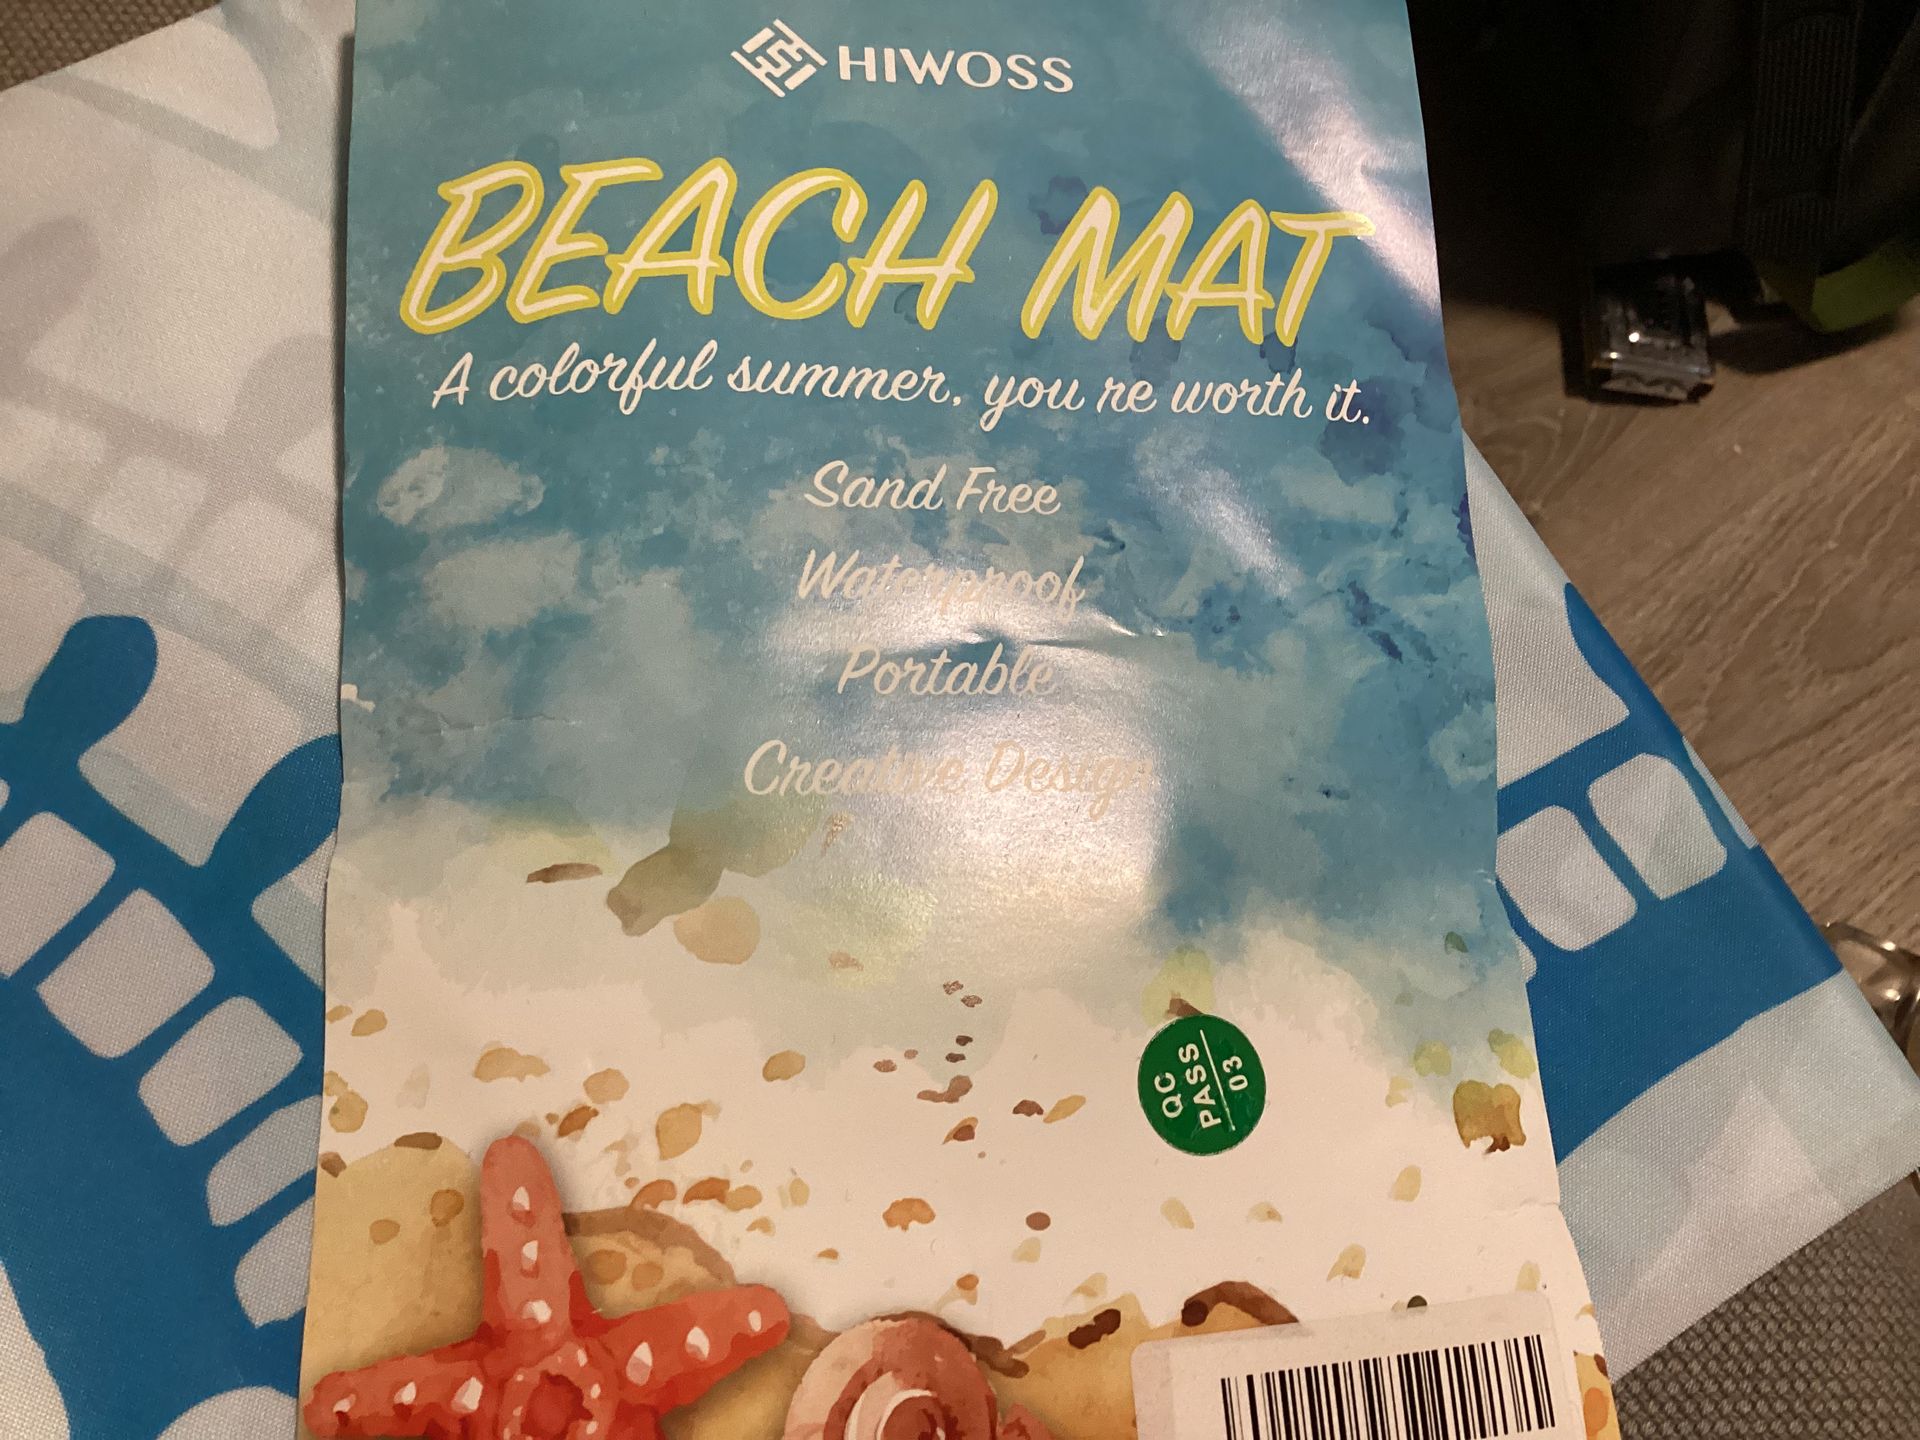 HIWOSS
BEACH MAT
A colorful summer, you re worth it.
Sand Free
Waterproof
Portable
Creative Design
QC
PASS
03